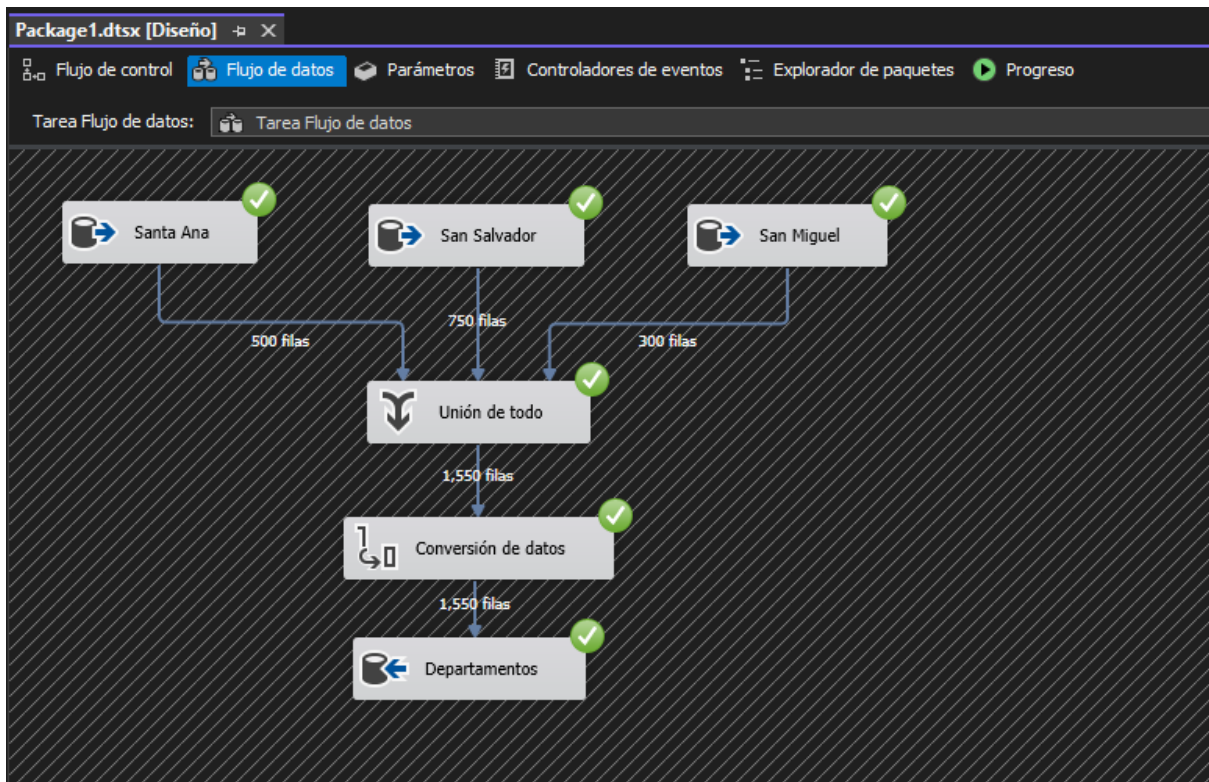 Package1.dtsx [Diseño]
Flujo de control Flujo de datos Parámetros Controladores de eventos Explorador de paquetes Progreso
Tarea Flujo de datos: Tarea Flujo de datos
Santa Ana San Salvador San Miguel
500 filas 750 filas 300 filas
Unión de todo
1,550 filas
Conversión de datos
1,550 filas
Departamentos